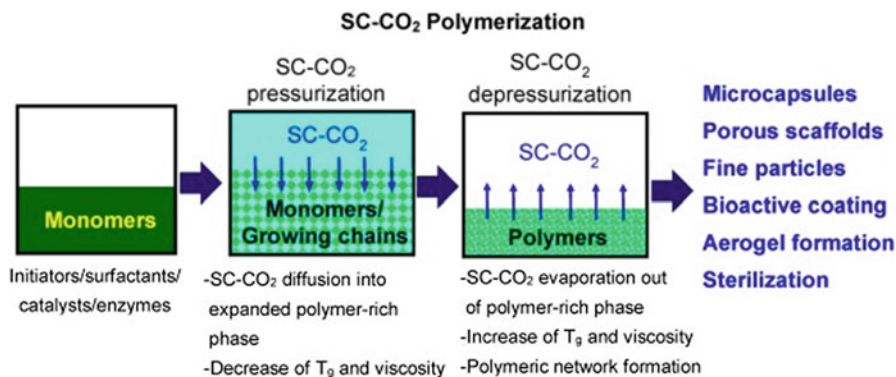 SC-CO₂ Polymerization
SC-CO₂
pressurization
SC-CO₂
depressurization
Monomers
Initiators/surfactants/
catalysts/enzymes
SC-CO₂
Monomers/
Growing chains
-SC-CO₂ diffusion into
expanded polymer-rich
phase
-Decrease of Tg and viscosity
SC-CO₂
Polymers
-SC-CO₂ evaporation out
of polymer-rich phase
-Increase of Tg and viscosity
-Polymeric network formation
Microcapsules
Porous scaffolds
Fine particles
Bioactive coating
Aerogel formation
Sterilization